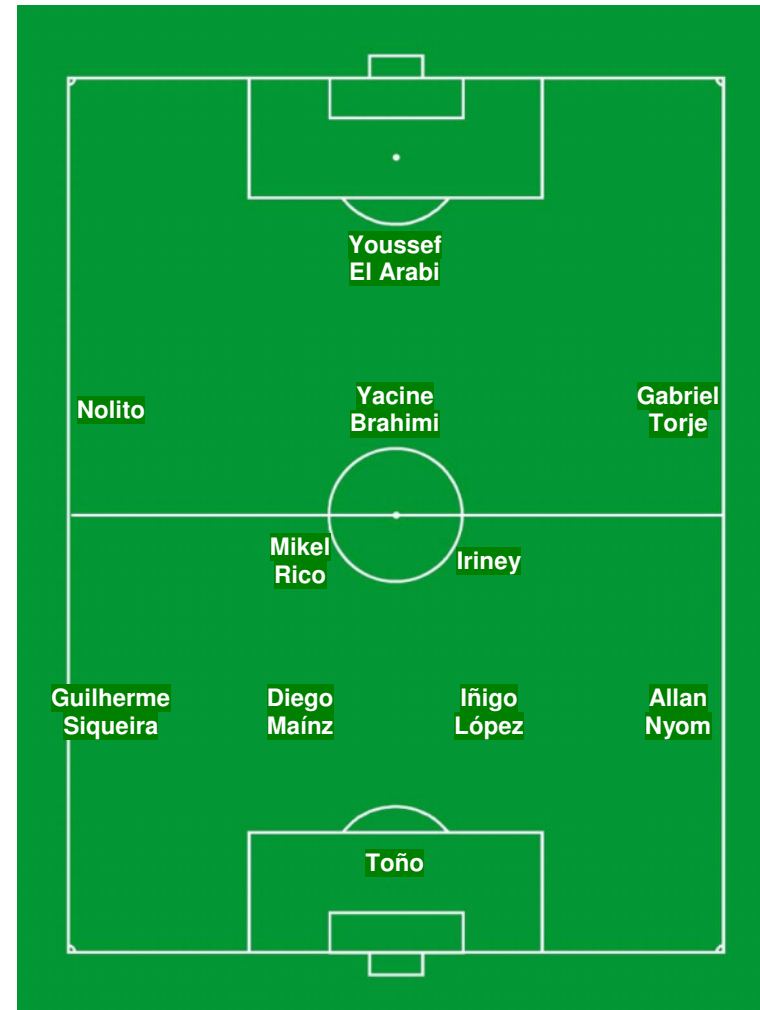 Youssef
El Arabi
Nolito
Yacine
Brahimi
Gabriel
Torje
Mikel
Rico
Iriney
Guilherme
Siqueira
Diego
Maínz
Iñigo
López
Allan
Nyom
Toño